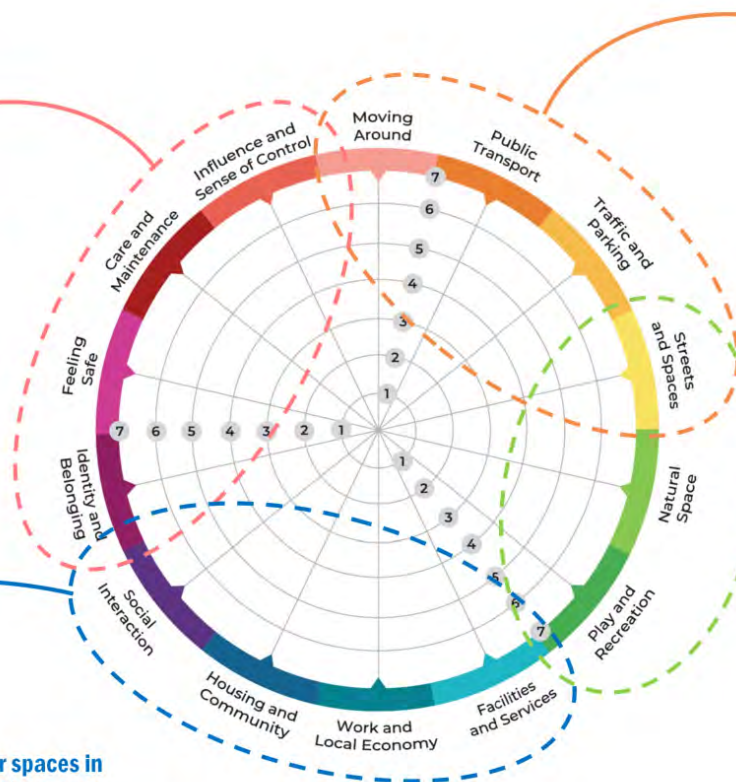 Moving
Around
Public
Transport
Traffic and
Parking
Streets
and Spaces
Natural
Space
Play and
Recreation
Facilities
and Services
Work and
Local Economy
Housing and
Community
Social
Interaction
Identity and
Belonging
Feeling
Safe
Care and
Maintenance
Influence and
Sense of Control
7
6
5
4
3
2
1
7 6 5 4 3 2 1
1
2
3
4
5
6
7
r spaces in